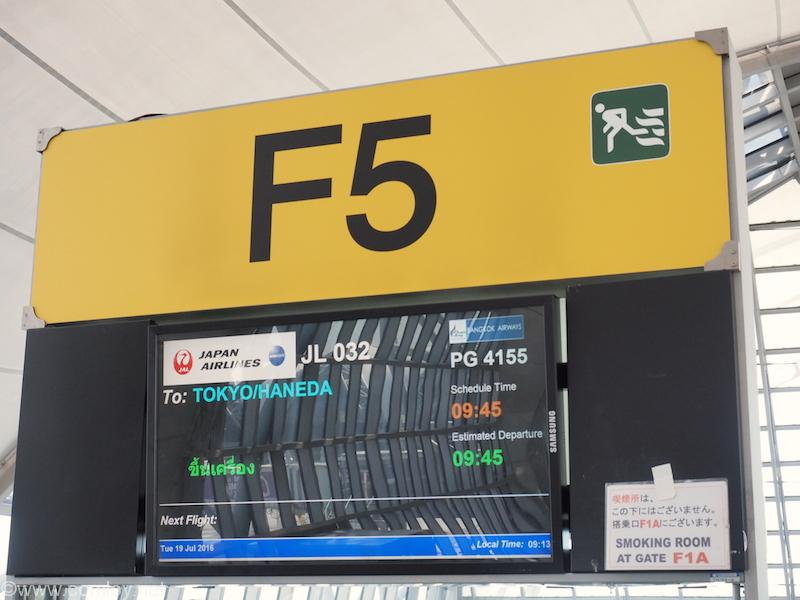 F5
JAPAN AIRLINES
JAL
JL 032
BANGKOK AIRWAYS
PG 4155
To: TOKYO/HANEDA
Schedule Time
09:45
Estimated Departure
09:45
ขึ้นเครื่อง
Next Flight:
Tue 19 Jul 2016
Local Time: 09:13
SAMSUNG
喫煙所は、
この下にはございません。
搭乗口F1Aにございます。
SMOKING ROOM
AT GATE F1A